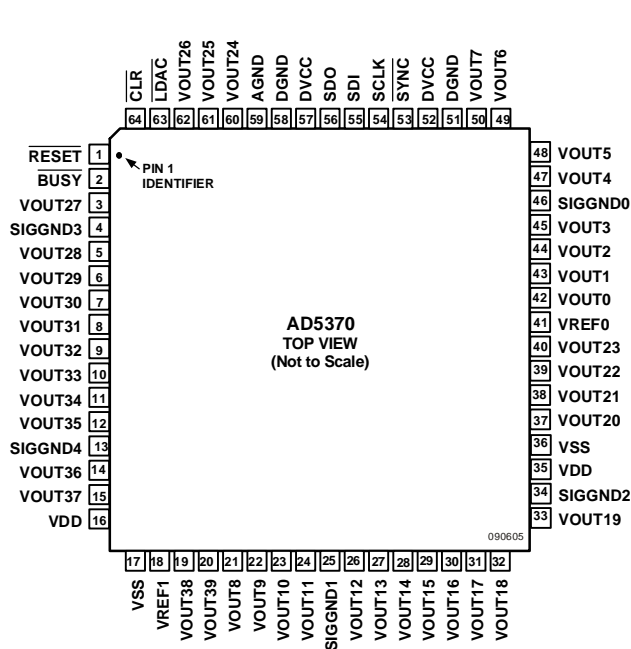 CLR
LDAC
VOUT26
VOUT25
VOUT24
AGND
DGND
DVCC
SDO
SDI
SCLK
SYNC
DVCC
DGND
VOUT7
VOUT6
64 63 62 61 60 59 58 57 56 55 54 53 52 51 50 49
RESET 1
BUSY 2
VOUT27 3
SIGGND3 4
VOUT28 5
VOUT29 6
VOUT30 7
VOUT31 8
VOUT32 9
VOUT33 10
VOUT34 11
VOUT35 12
SIGGND4 13
VOUT36 14
VOUT37 15
VDD 16
PIN 1
IDENTIFIER
AD5370
TOP VIEW
(Not to Scale)
48 VOUT5
47 VOUT4
46 SIGGND0
45 VOUT3
44 VOUT2
43 VOUT1
42 VOUT0
41 VREF0
40 VOUT23
39 VOUT22
38 VOUT21
37 VOUT20
36 VSS
35 VDD
34 SIGGND2
33 VOUT19
090605
17 18 19 20 21 22 23 24 25 26 27 28 29 30 31 32
VSS
VREF1
VOUT38
VOUT39
VOUT8
VOUT9
VOUT10
VOUT11
SIGGND1
VOUT12
VOUT13
VOUT14
VOUT15
VOUT16
VOUT17
VOUT18